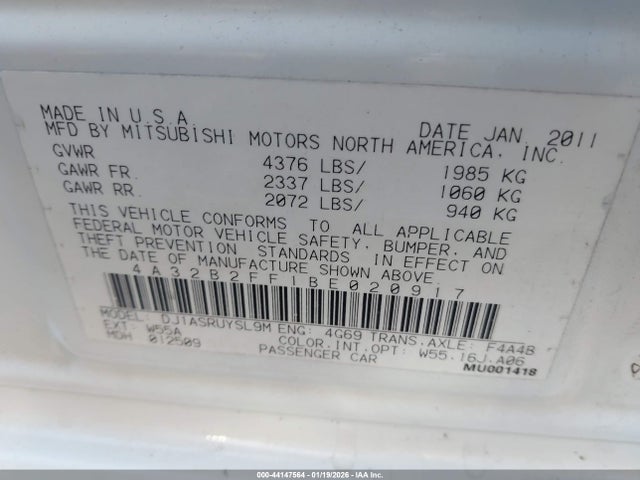 MADE IN U.S.A. DATE JAN. 2011
MFD BY MITSUBISHI MOTORS NORTH AMERICA, INC.
GVWR 4376 LBS/ 1985 KG
GAWR FR. 2337 LBS/ 1060 KG
GAWR RR. 2072 LBS/ 940 KG
THIS VEHICLE CONFORMS TO ALL APPLICABLE
FEDERAL MOTOR VEHICLE SAFETY, BUMPER, AND
THEFT PREVENTION STANDARDS IN EFFECT ON
THE DATE OF MANUFACTURE SHOWN ABOVE.
4A32B2FF1BE020917
MODEL: DJ1ASRUYSL9M ENG: 4G69 TRANS.AXLE: F4A4B
EXT: W55A COLOR.INT.OPT: W55.16J.A06
MDH 012509 PASSENGER CAR
MU001418
000-44147564 - 01/19/2026 - IAA Inc.